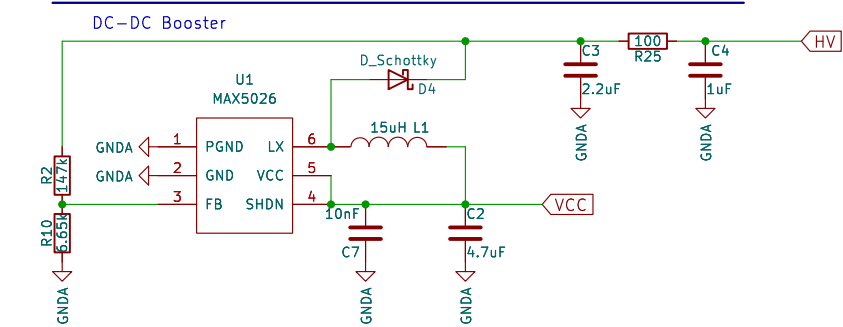 DC-DC Booster
HV
C3
100
R25
C4
2.2uF
1uF
GNDA
GNDA
D_Schottky
D4
U1
MAX5026
15uH L1
GNDA
1
PGND
LX
6
GNDA
2
GND
VCC
5
3
FB
SHDN
4
R2
147k
R10
6.65k
GNDA
10nF
C7
GNDA
C2
4.7uF
GNDA
VCC